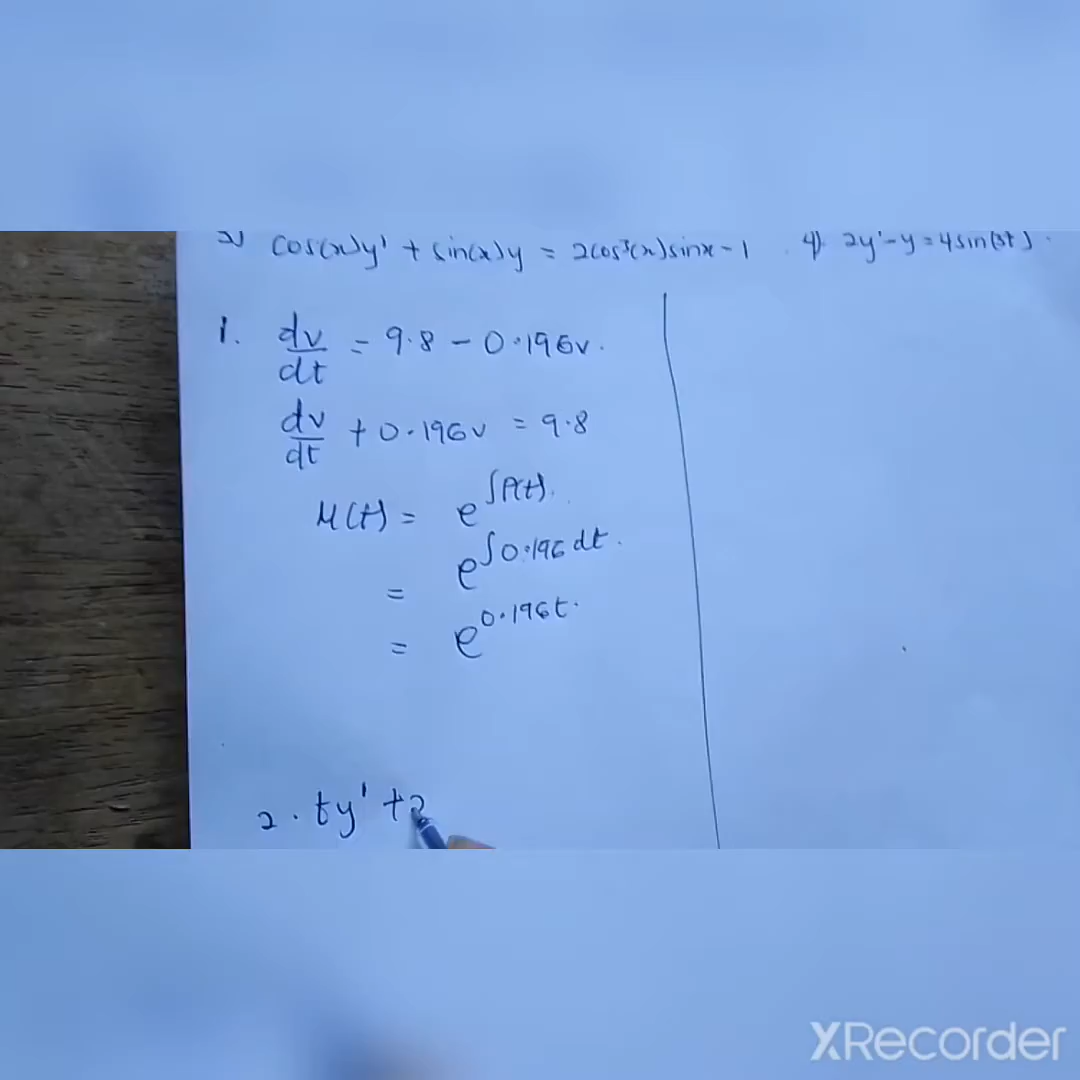 3) cos(x)y' + sin(x)y = 2cos³(x)sinx - 1 4) 2y' - y = 4sin(3t).
1. dv/dt = 9.8 - 0.196v.
dv/dt + 0.196v = 9.8
μ(t) = e^∫P(t).
= e^∫0.196 dt.
= e^0.196t.
2. ty' + 2
XRecorder